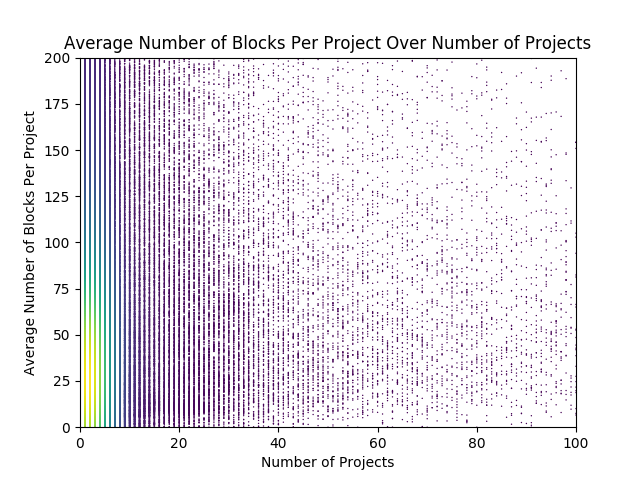 Average Number of Blocks Per Project Over Number of Projects
Average Number of Blocks Per Project
200
175
150
125
100
75
50
25
0
0 20 40 60 80 100
Number of Projects